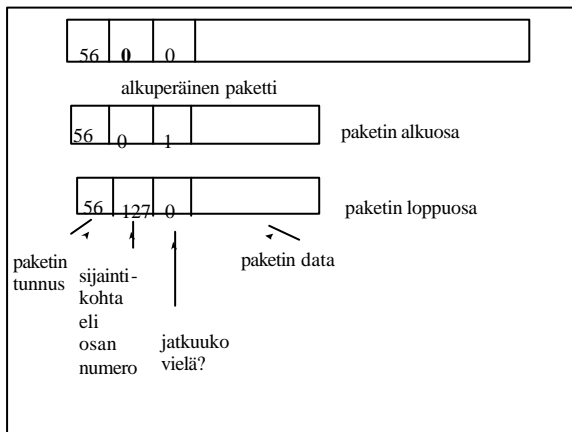 56 0 0
alkuperäinen paketti
56 0 1
paketin alkuosa
56 127 0
paketin loppuosa
paketin
tunnus
sijainti-
kohta
eli
osan
numero
jatkuuko
vielä?
paketin data